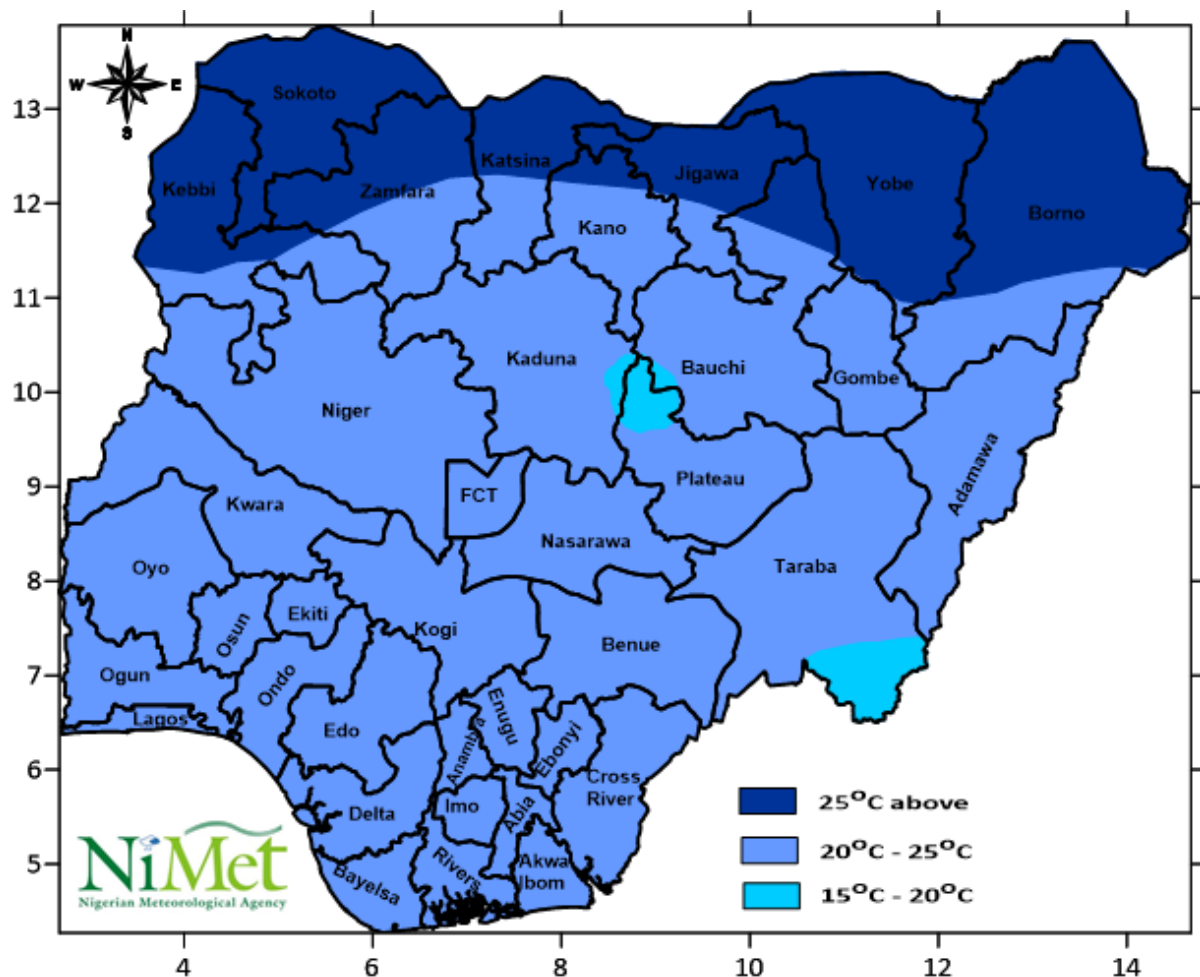 N
W E
S
13
12
11
10
9
8
7
6
5
4 6 8 10 12 14
Sokoto
Kebbi
Zamfara
Katsina
Jigawa
Yobe
Borno
Kano
Kaduna
Bauchi
Gombe
Niger
Adamawa
FCT
Plateau
Kwara
Nasarawa
Taraba
Oyo
Osun
Ekiti
Kogi
Benue
Ogun
Ondo
Lagos
Edo
Enugu
Anambra
Ebonyi
Cross
River
Delta
Imo
Abia
Bayelsa
Rivers
Akwa
Ibom
25°C above
20°C - 25°C
15°C - 20°C
NiMet
Nigerian Meteorological Agency